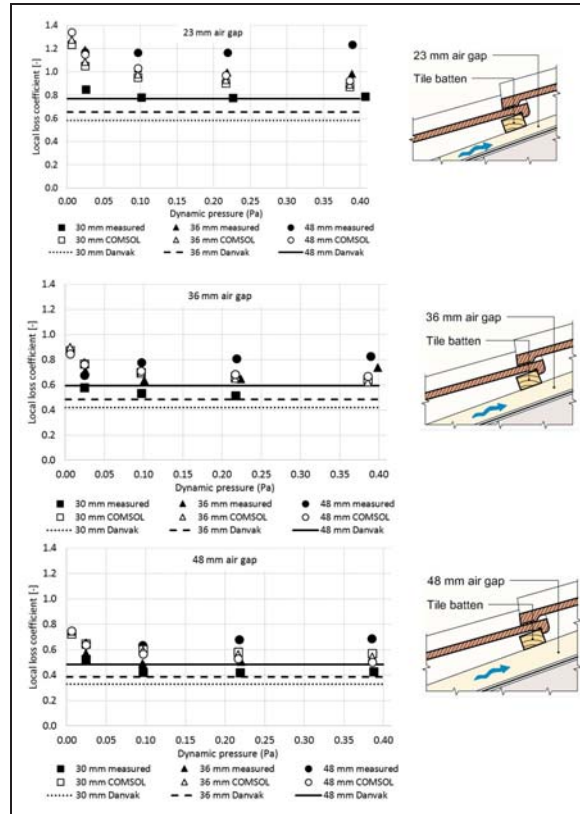 23 mm air gap
1.4
1.2
1.0
0.8
0.6
0.4
0.2
0.0
Local loss coefficient [-]
0.00 0.05 0.10 0.15 0.20 0.25 0.30 0.35 0.40
Dynamic pressure (Pa)
30 mm measured 36 mm measured 48 mm measured
30 mm COMSOL 36 mm COMSOL 48 mm COMSOL
30 mm Danvak 36 mm Danvak 48 mm Danvak
23 mm air gap
Tile batten
36 mm air gap
1.4
1.2
1.0
0.8
0.6
0.4
0.2
0.0
Local loss coefficient [-]
0.00 0.05 0.10 0.15 0.20 0.25 0.30 0.35 0.40
Dynamic pressure (Pa)
30 mm measured 36 mm measured 48 mm measured
30 mm COMSOL 36 mm COMSOL 48 mm COMSOL
30 mm Danvak 36 mm Danvak 48 mm Danvak
36 mm air gap
Tile batten
48 mm air gap
1.4
1.2
1.0
0.8
0.6
0.4
0.2
0.0
Local loss coefficient [-]
0.00 0.05 0.10 0.15 0.20 0.25 0.30 0.35 0.40
Dynamic pressure (Pa)
30 mm measured 36 mm measured 48 mm measured
30 mm COMSOL 36 mm COMSOL 48 mm COMSOL
30 mm Danvak 36 mm Danvak 48 mm Danvak
48 mm air gap
Tile batten